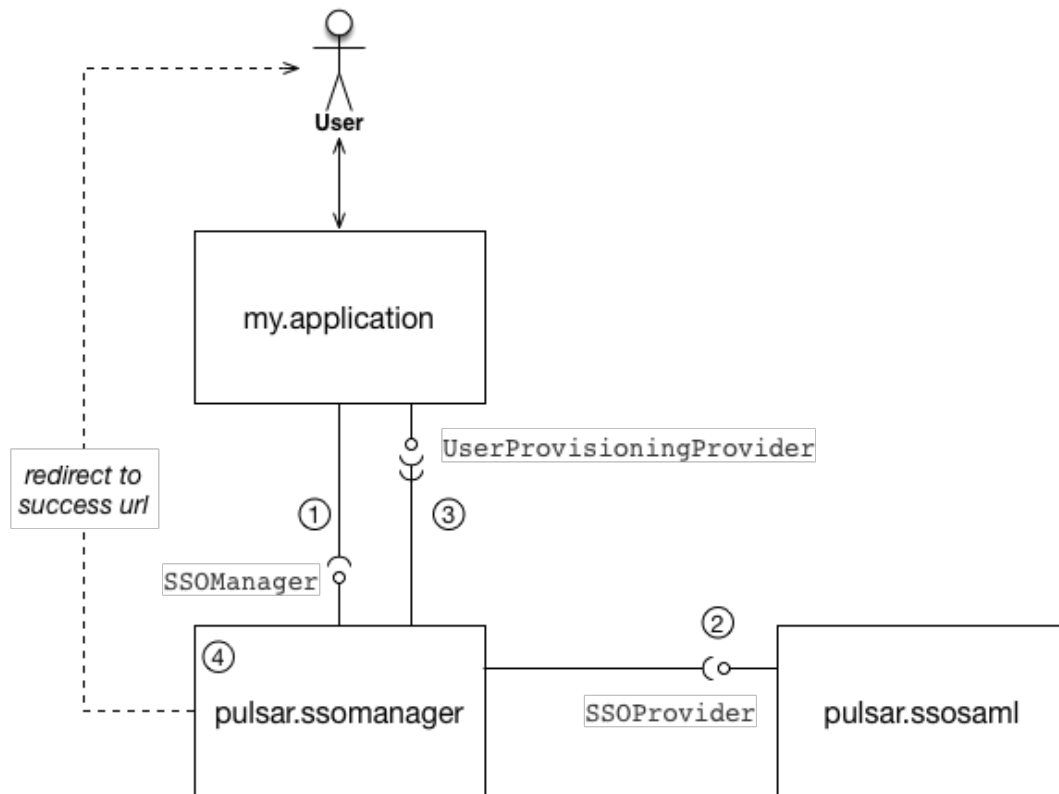 User
my.application
UserProvisioningProvider
redirect to
success url
1
3
SSOManager
2
4
pulsar.ssomanager
SSOProvider
pulsar.ssosaml